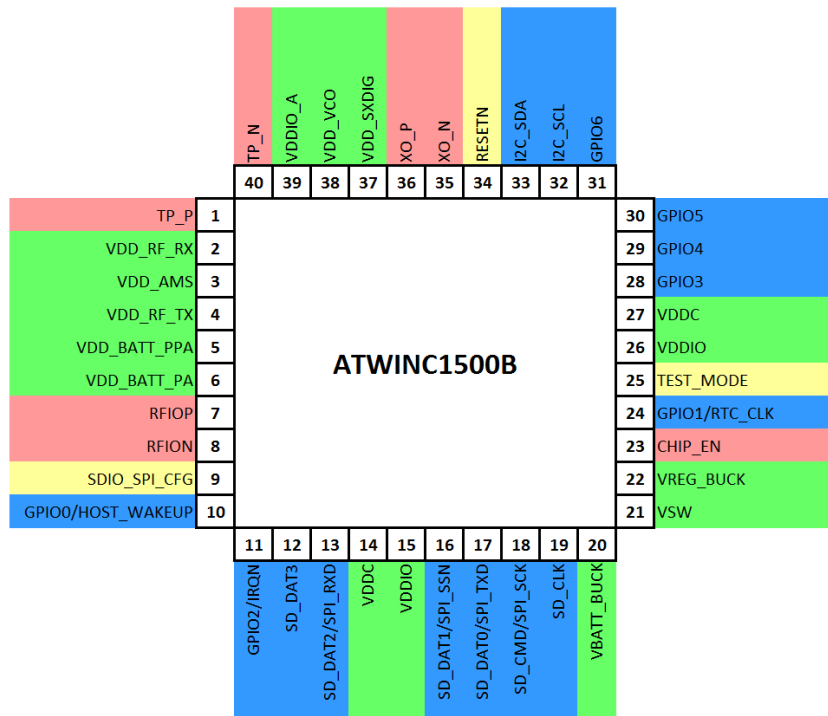 TP_N
VDDIO_A
VDD_VCO
VDD_SXDIG
XO_P
XO_N
RESETN
I2C_SDA
I2C_SCL
GPIO6
40 39 38 37 36 35 34 33 32 31
TP_P 1
VDD_RF_RX 2
VDD_AMS 3
VDD_RF_TX 4
VDD_BATT_PPA 5
VDD_BATT_PA 6
RFIOP 7
RFION 8
SDIO_SPI_CFG 9
GPIO0/HOST_WAKEUP 10
ATWINC1500B
30 GPIO5
29 GPIO4
28 GPIO3
27 VDDC
26 VDDIO
25 TEST_MODE
24 GPIO1/RTC_CLK
23 CHIP_EN
22 VREG_BUCK
21 VSW
11 12 13 14 15 16 17 18 19 20
GPIO2/IRQN
SD_DAT3
SD_DAT2/SPI_RXD
VDDC
VDDIO
SD_DAT1/SPI_SSN
SD_DAT0/SPI_TXD
SD_CMD/SPI_SCK
SD_CLK
VBATT_BUCK